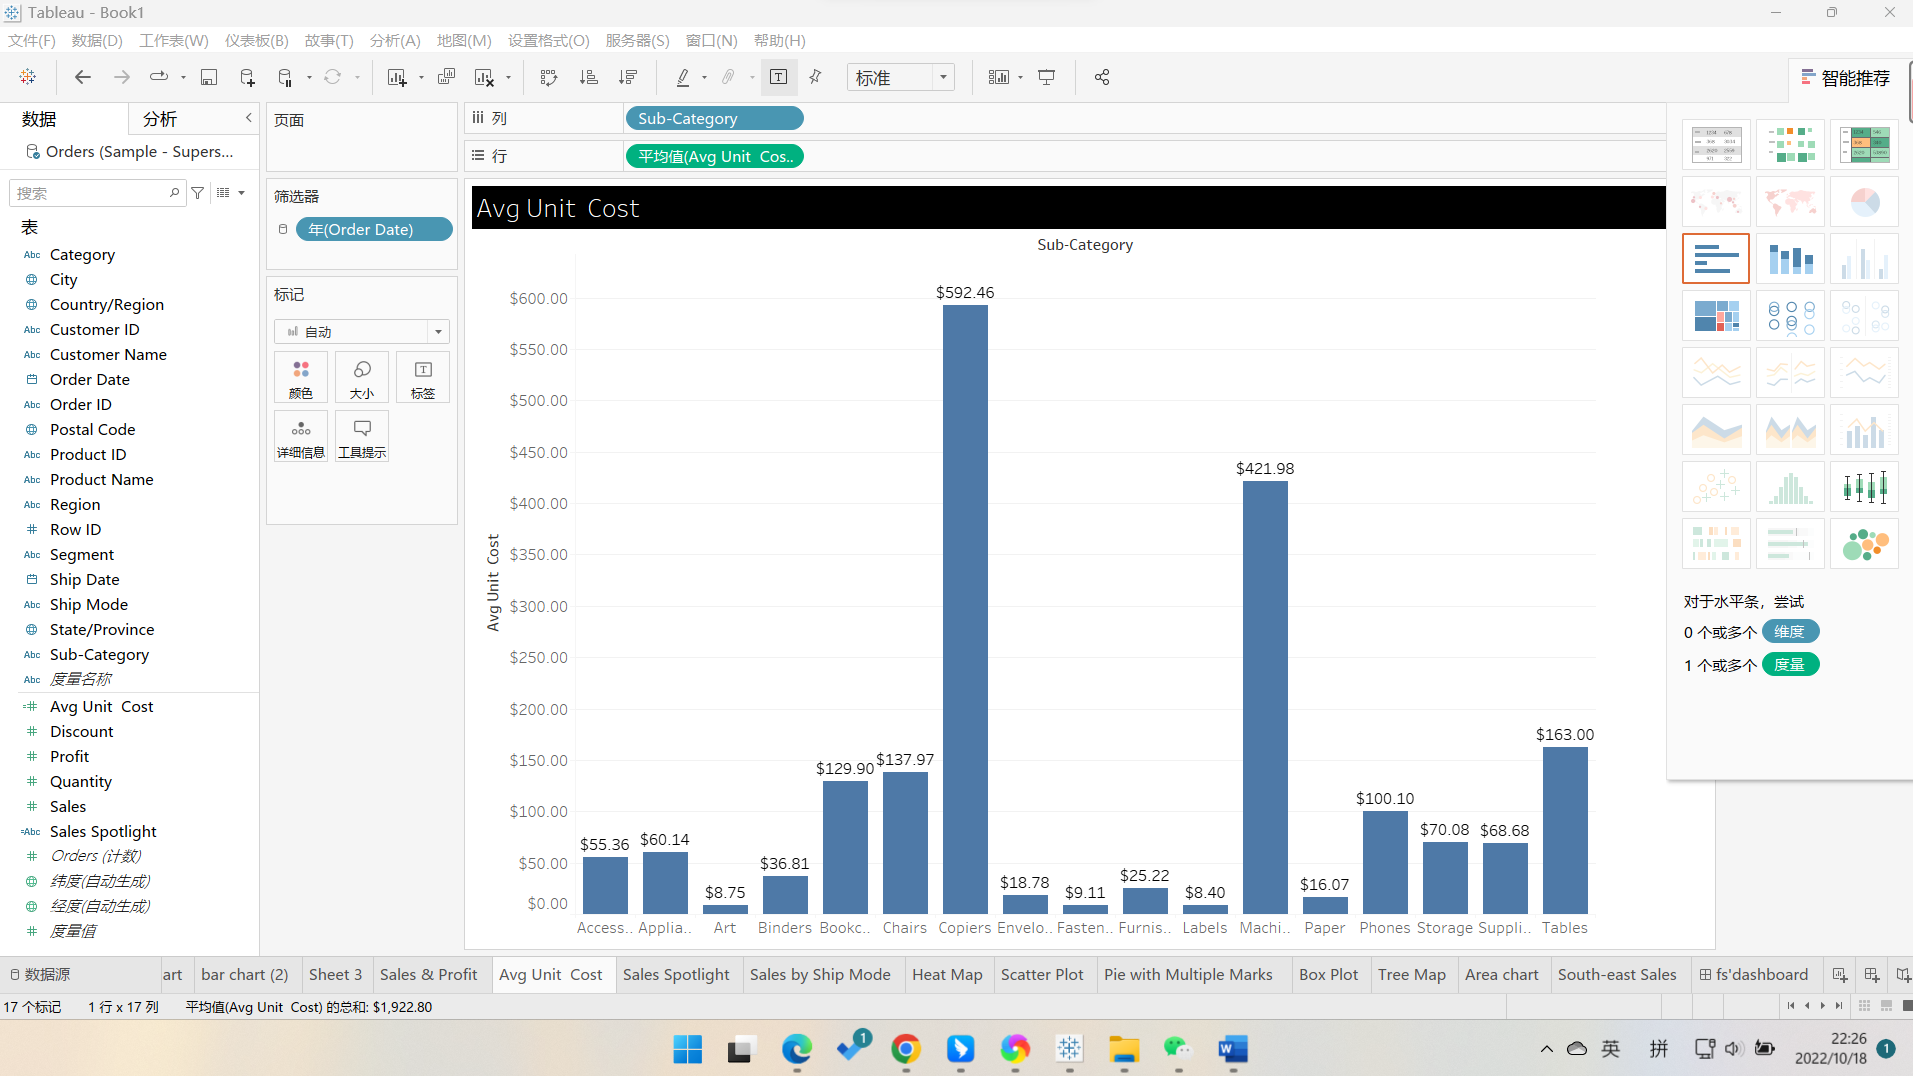 Tableau - Book1
文件(F) 数据(D) 工作表(W) 仪表板(B) 故事(T) 分析(A) 地图(M) 设置格式(O) 服务器(S) 窗口(N) 帮助(H)
标准
智能推荐
数据 分析
Orders (Sample - Supers...
搜索
表
Abc Category
City
Country/Region
Abc Customer ID
Abc Customer Name
Order Date
Abc Order ID
Postal Code
Abc Product ID
Abc Product Name
Abc Region
# Row ID
Abc Segment
Ship Date
Abc Ship Mode
State/Province
Abc Sub-Category
Abc 度量名称
=# Avg Unit  Cost
# Discount
# Profit
# Quantity
# Sales
=Abc Sales Spotlight
# Orders (计数)
纬度(自动生成)
经度(自动生成)
# 度量值
页面
筛选器
年(Order Date)
标记
自动
颜色 大小 标签
详细信息 工具提示
列 Sub-Category
行 平均值(Avg Unit  Cos..
Avg Unit  Cost
Sub-Category
Avg Unit  Cost
$600.00
$550.00
$500.00
$450.00
$400.00
$350.00
$300.00
$250.00
$200.00
$150.00
$100.00
$50.00
$0.00
$55.36
$60.14
$8.75
$36.81
$129.90
$137.97
$592.46
$18.78
$9.11
$25.22
$8.40
$421.98
$16.07
$100.10
$70.08
$68.68
$163.00
Access.. Applia.. Art Binders Bookc.. Chairs Copiers Envelo.. Fasten.. Furnis.. Labels Machi.. Paper Phones Storage Suppli.. Tables
对于水平条，尝试
0 个或多个 维度
1 个或多个 度量
数据源 art bar chart (2) Sheet 3 Sales & Profit Avg Unit  Cost Sales Spotlight Sales by Ship Mode Heat Map Scatter Plot Pie with Multiple Marks Box Plot Tree Map Area chart South-east Sales fs'dashboard
17 个标记 1 行 x 17 列 平均值(Avg Unit  Cost) 的总和: $1,922.80
1
英 拼
22:26
2022/10/18
1